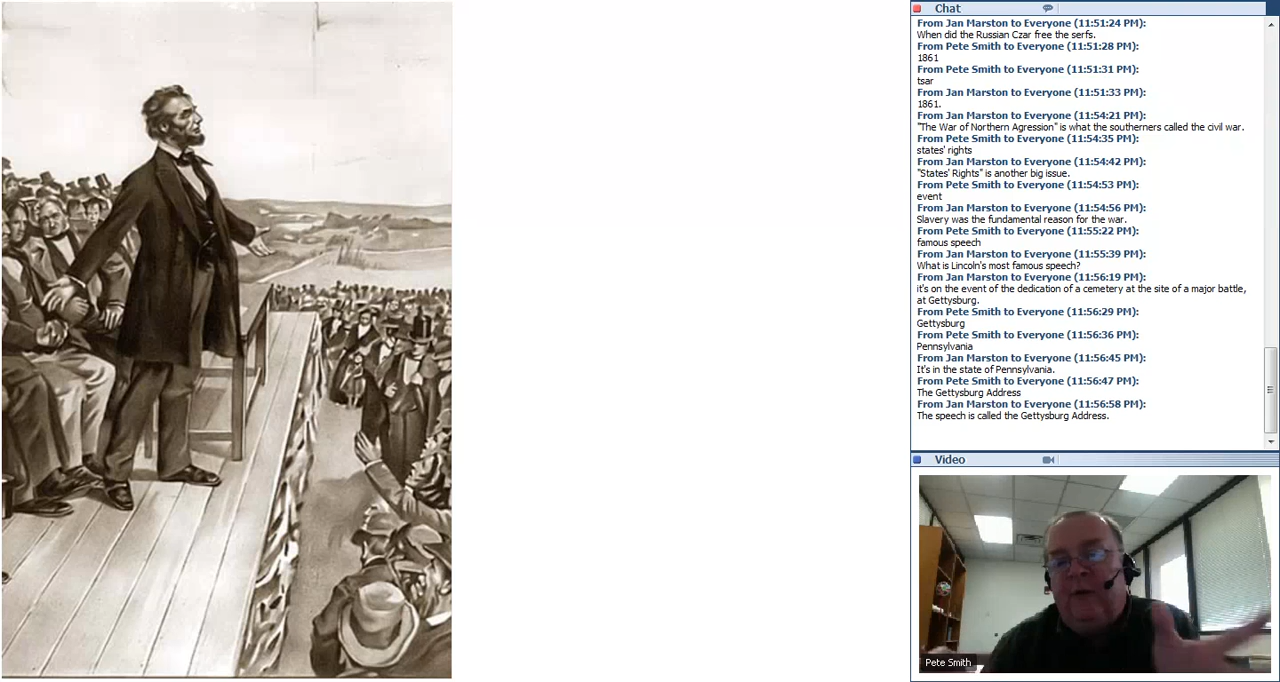 Chat
From Jan Marston to Everyone (11:51:24 PM):
When did the Russian Czar free the serfs.
From Pete Smith to Everyone (11:51:28 PM):
1861
From Pete Smith to Everyone (11:51:31 PM):
tsar
From Jan Marston to Everyone (11:51:33 PM):
1861.
From Jan Marston to Everyone (11:54:21 PM):
"The War of Northern Agression" is what the southerners called the civil war.
From Pete Smith to Everyone (11:54:35 PM):
states' rights
From Jan Marston to Everyone (11:54:42 PM):
"States' Rights" is another big issue.
From Pete Smith to Everyone (11:54:53 PM):
event
From Jan Marston to Everyone (11:54:56 PM):
Slavery was the fundamental reason for the war.
From Pete Smith to Everyone (11:55:22 PM):
famous speech
From Jan Marston to Everyone (11:55:39 PM):
What is Lincoln's most famous speech?
From Jan Marston to Everyone (11:56:19 PM):
it's on the event of the dedication of a cemetery at the site of a major battle,
at Gettysburg.
From Pete Smith to Everyone (11:56:29 PM):
Gettysburg
From Pete Smith to Everyone (11:56:36 PM):
Pennsylvania
From Jan Marston to Everyone (11:56:45 PM):
It's in the state of Pennsylvania.
From Pete Smith to Everyone (11:56:47 PM):
The Gettysburg Address
From Jan Marston to Everyone (11:56:58 PM):
The speech is called the Gettysburg Address.
Video
Pete Smith